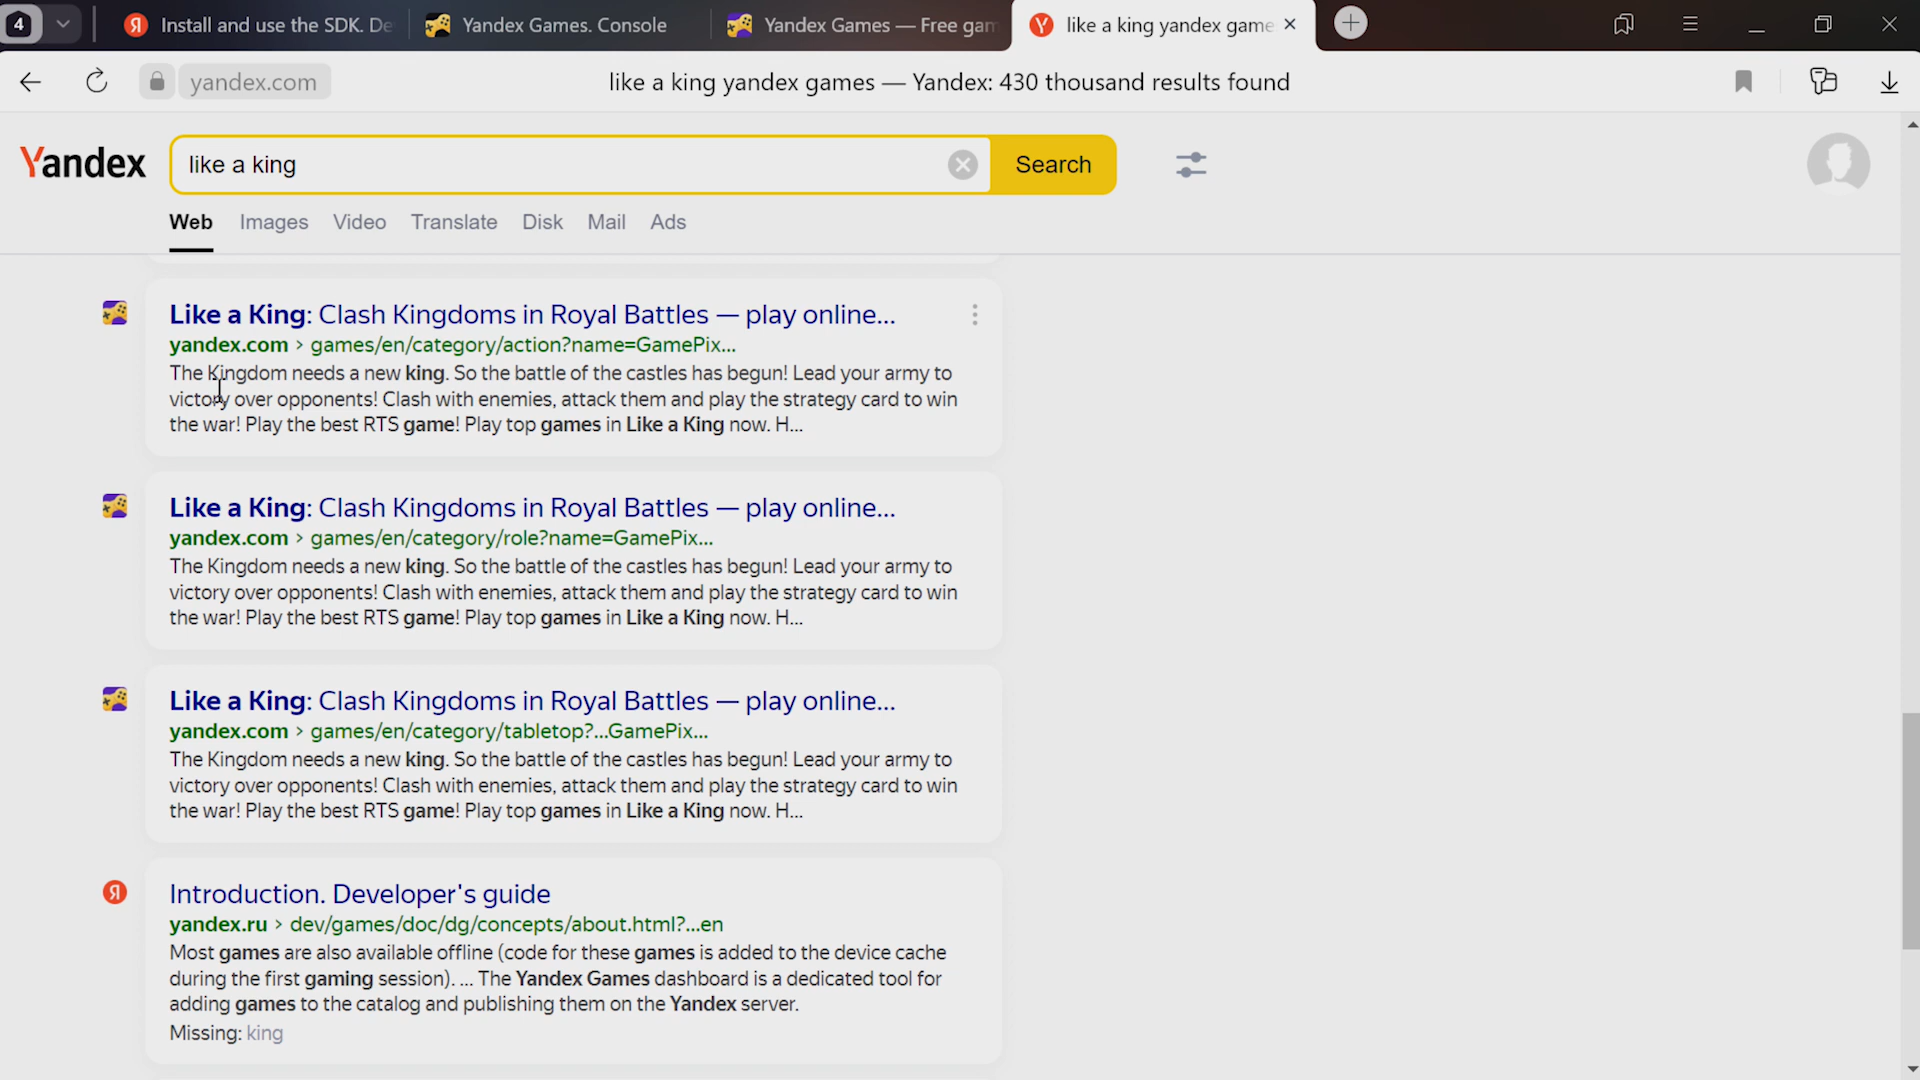 4
Я Install and use the SDK. De
Yandex Games. Console
Yandex Games — Free gam
Y like a king yandex game
yandex.com
like a king yandex games — Yandex: 430 thousand results found
Yandex
like a king
Search
Web Images Video Translate Disk Mail Ads
Like a King: Clash Kingdoms in Royal Battles — play online...
yandex.com › games/en/category/action?name=GamePix...
The Kingdom needs a new king. So the battle of the castles has begun! Lead your army to
victory over opponents! Clash with enemies, attack them and play the strategy card to win
the war! Play the best RTS game! Play top games in Like a King now. H...
Like a King: Clash Kingdoms in Royal Battles — play online...
yandex.com › games/en/category/role?name=GamePix...
The Kingdom needs a new king. So the battle of the castles has begun! Lead your army to
victory over opponents! Clash with enemies, attack them and play the strategy card to win
the war! Play the best RTS game! Play top games in Like a King now. H...
Like a King: Clash Kingdoms in Royal Battles — play online...
yandex.com › games/en/category/tabletop?...GamePix...
The Kingdom needs a new king. So the battle of the castles has begun! Lead your army to
victory over opponents! Clash with enemies, attack them and play the strategy card to win
the war! Play the best RTS game! Play top games in Like a King now. H...
Я Introduction. Developer's guide
yandex.ru › dev/games/doc/dg/concepts/about.html?...en
Most games are also available offline (code for these games is added to the device cache
during the first gaming session). ... The Yandex Games dashboard is a dedicated tool for
adding games to the catalog and publishing them on the Yandex server.
Missing: king